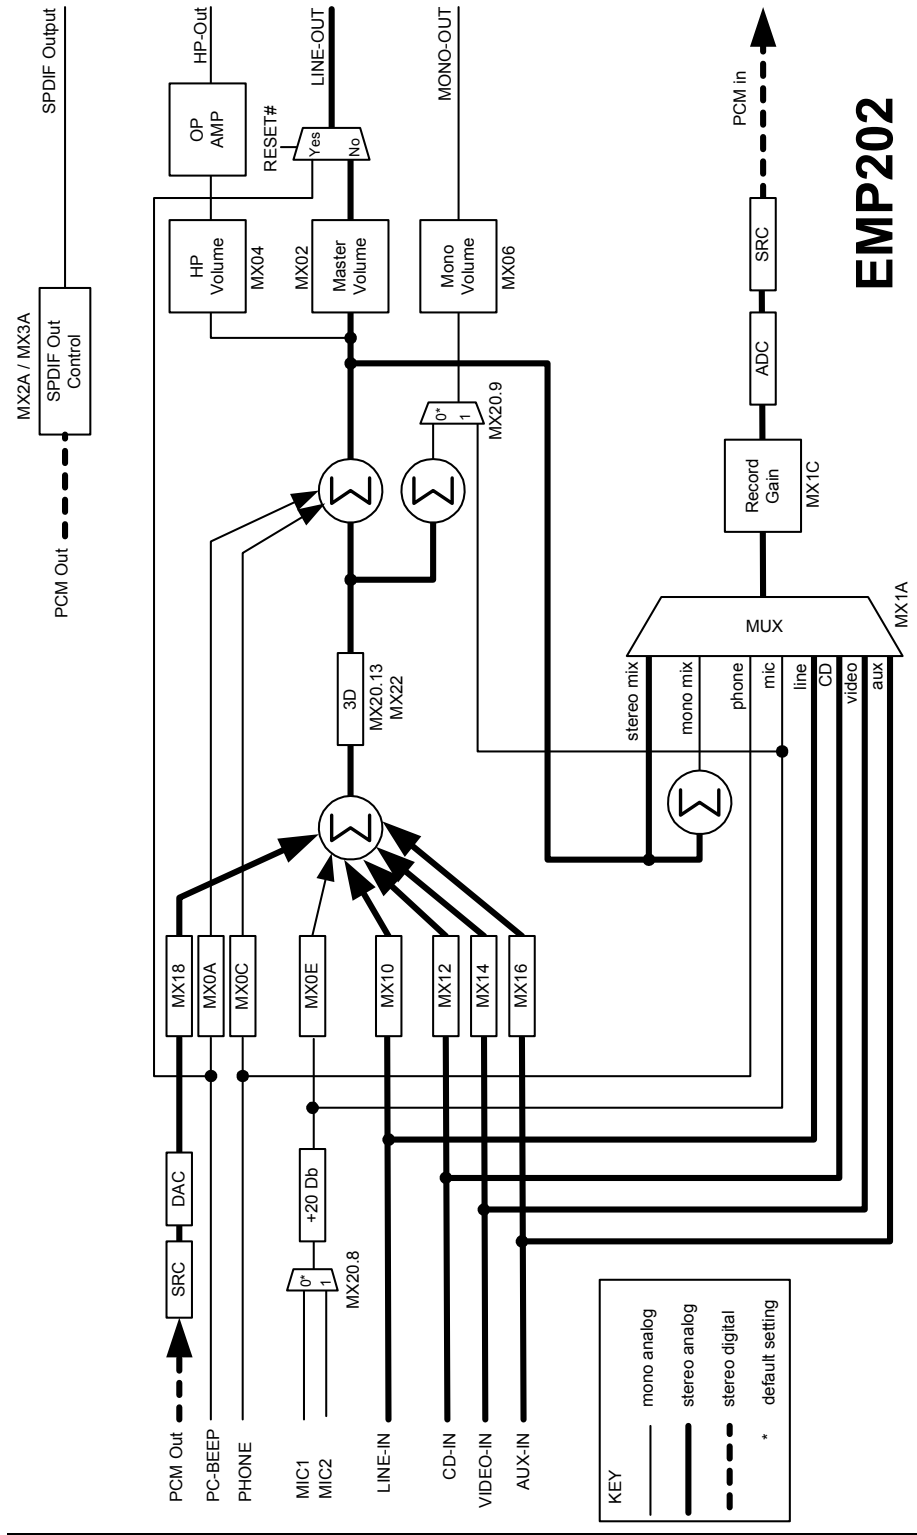 PCM Out
MX2A / MX3A
SPDIF Out
Control
SPDIF Output
PCM Out
SRC
DAC
MX18
PC-BEEP
MX0A
PHONE
MX0C
MIC1
MIC2
0*
1
MX20.8
+20 Db
MX0E
LINE-IN
MX10
CD-IN
MX12
VIDEO-IN
MX14
AUX-IN
MX16
Σ
3D
MX20.13
MX22
Σ
Σ
0*
1
MX20.9
HP
Volume
MX04
OP
AMP
HP-Out
MX02
Master
Volume
RESET#
Yes
No
LINE-OUT
Mono
Volume
MX06
MONO-OUT
Σ
stereo mix
mono mix
phone
mic
line
CD
video
aux
MUX
MX1A
Record
Gain
MX1C
ADC
SRC
PCM in
EMP202
KEY
mono analog
stereo analog
stereo digital
* default setting